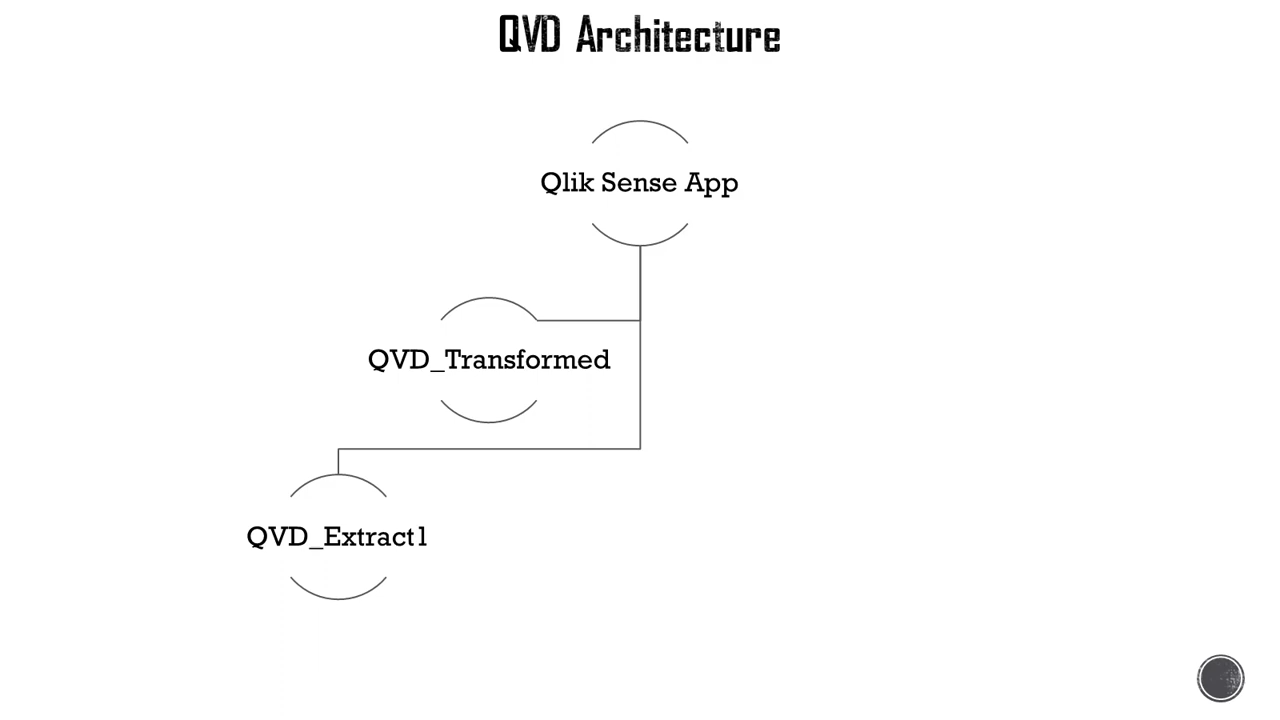 QVD Architecture
Qlik Sense App
QVD_Transformed
QVD_Extract1